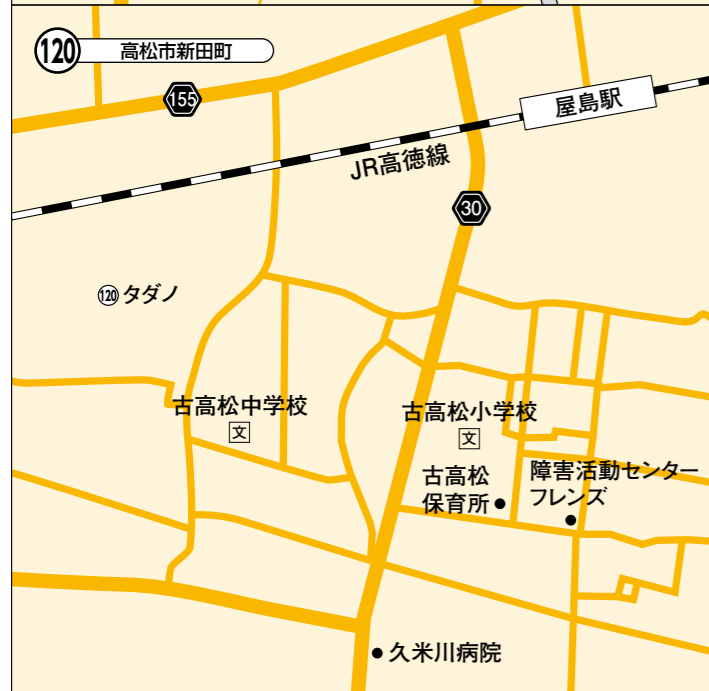 120 高松市新田町
155
屋島駅
JR高徳線
30
120 タダノ
古高松中学校
文
古高松小学校
文
古高松
保育所
障害活動センター
フレンズ
久米川病院